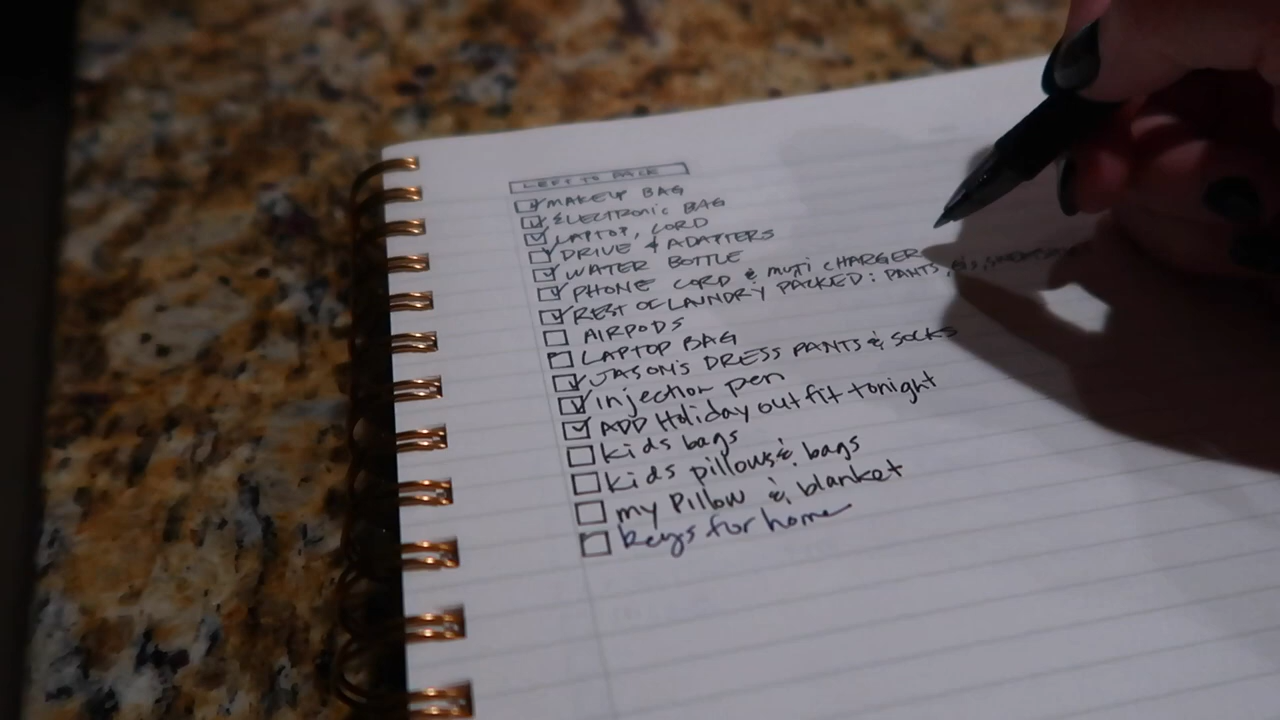 LEFT TO PACK
MAKEUP BAG
ELECTRONIC BAG
LAPTOP, CORD
DRIVE & ADAPTERS
WATER BOTTLE
PHONE CORD & MUTI CHARGER
REST OF LAUNDRY PACKED: PANTS,
AIRPODS
LAPTOP BAG
JASON'S DRESS PANTS & SOCKS
injection pen
ADD Holiday outfit tonight
kids bags
kids pillows & bags
my Pillow & blanket
keys for home